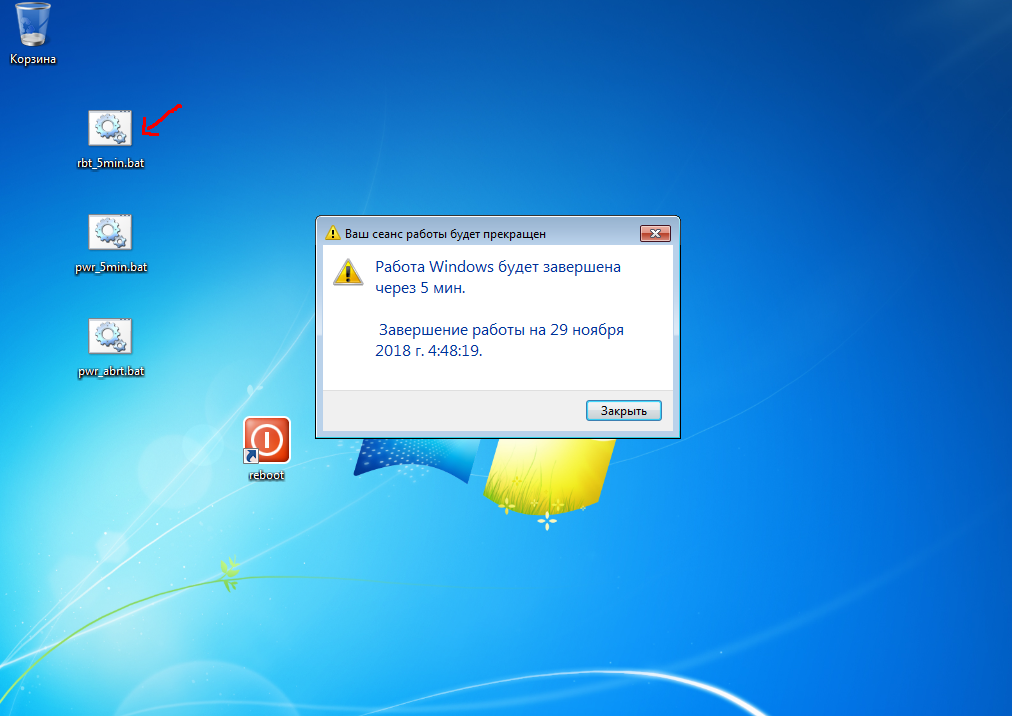 Корзина
rbt_5min.bat
pwr_5min.bat
pwr_abrt.bat
reboot
Ваш сеанс работы будет прекращен
Работа Windows будет завершена
через 5 мин.
Завершение работы на 29 ноября
2018 г. 4:48:19.
Закрыть